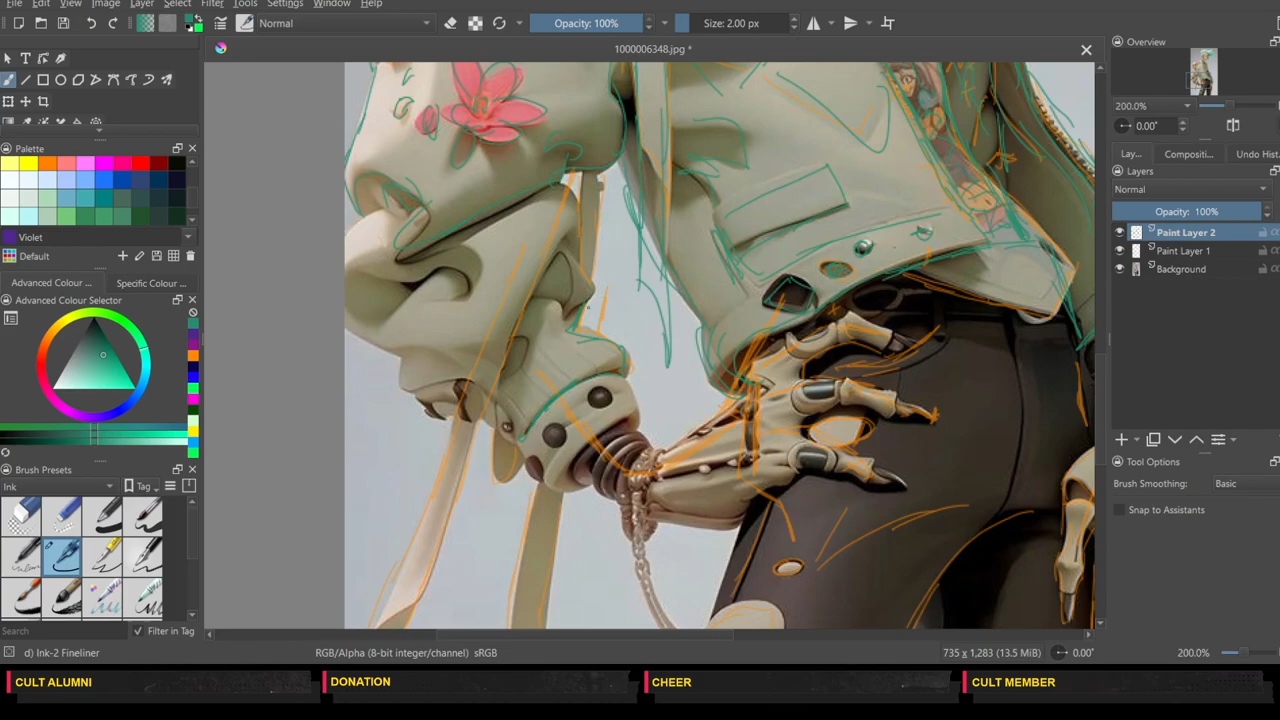 File Edit View Image Layer Select Filter Tools Settings Window Help
Normal
Opacity: 100%
Size: 2.00 px
1000006348.jpg *
Overview
200.0%
0.00°
Palette
Lay...
Compositi...
Undo Hist...
Layers
Normal
Opacity: 100%
Violet
Paint Layer 2
Default
Paint Layer 1
Background
Advanced Colour ...
Specific Colour ...
Advanced Colour Selector
Tool Options
Brush Presets
Brush Smoothing:
Basic
Ink
Tag
Snap to Assistants
Search
Filter in Tag
d) Ink-2 Fineliner
RGB/Alpha (8-bit integer/channel) sRGB
735 x 1,283 (13.5 MiB)
0.00°
200.0%
CULT ALUMNI
DONATION
CHEER
CULT MEMBER